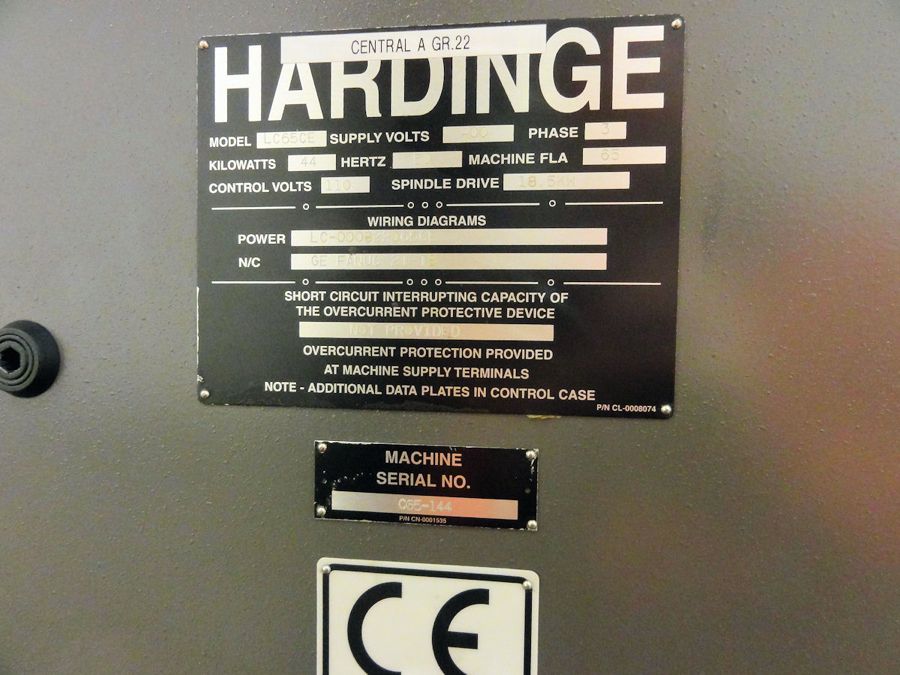 CENTRAL A GR.22
HARDINGE
MODEL LC65CE SUPPLY VOLTS PHASE 3
KILOWATTS 44 HERTZ MACHINE FLA 63
CONTROL VOLTS 110 SPINDLE DRIVE 18.5KW
WIRING DIAGRAMS
POWER
N/C GE FANUC
SHORT CIRCUIT INTERRUPTING CAPACITY OF
THE OVERCURRENT PROTECTIVE DEVICE
NOT PROVIDED
OVERCURRENT PROTECTION PROVIDED
AT MACHINE SUPPLY TERMINALS
NOTE - ADDITIONAL DATA PLATES IN CONTROL CASE
P/N CL-0008074
MACHINE
SERIAL NO.
C65-144
P/N CN-0001535
CE